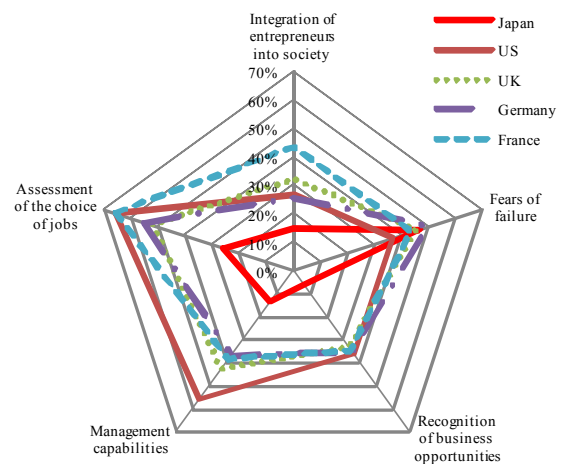 Integration of
entrepreneurs
into society
Japan
US
UK
Germany
France
70%
60%
50%
40%
30%
20%
10%
0%
Assessment
of the choice
of jobs
Fears of
failure
Management
capabilities
Recognition
of business
opportunities